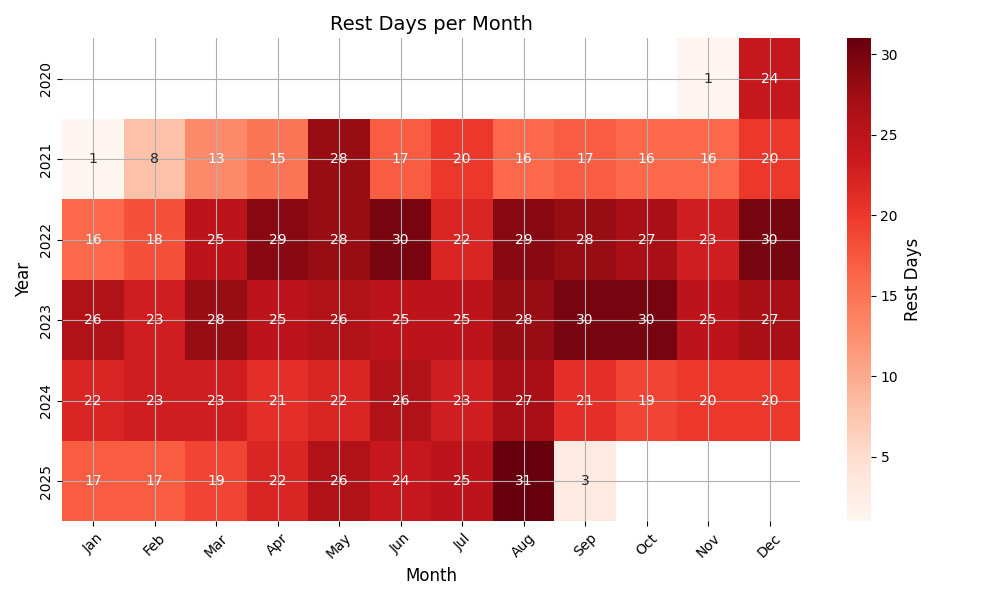 Rest Days per Month
2020 1 24
2021 1 8 13 15 28 17 20 16 17 16 16 20
2022 16 18 25 29 28 30 22 29 28 27 23 30
2023 26 23 28 25 26 25 25 28 30 30 25 27
2024 22 23 23 21 22 26 23 27 21 19 20 20
2025 17 17 19 22 26 24 25 31 3
Jan Feb Mar Apr May Jun Jul Aug Sep Oct Nov Dec
Month
Year
30
25
20
15
10
5
Rest Days